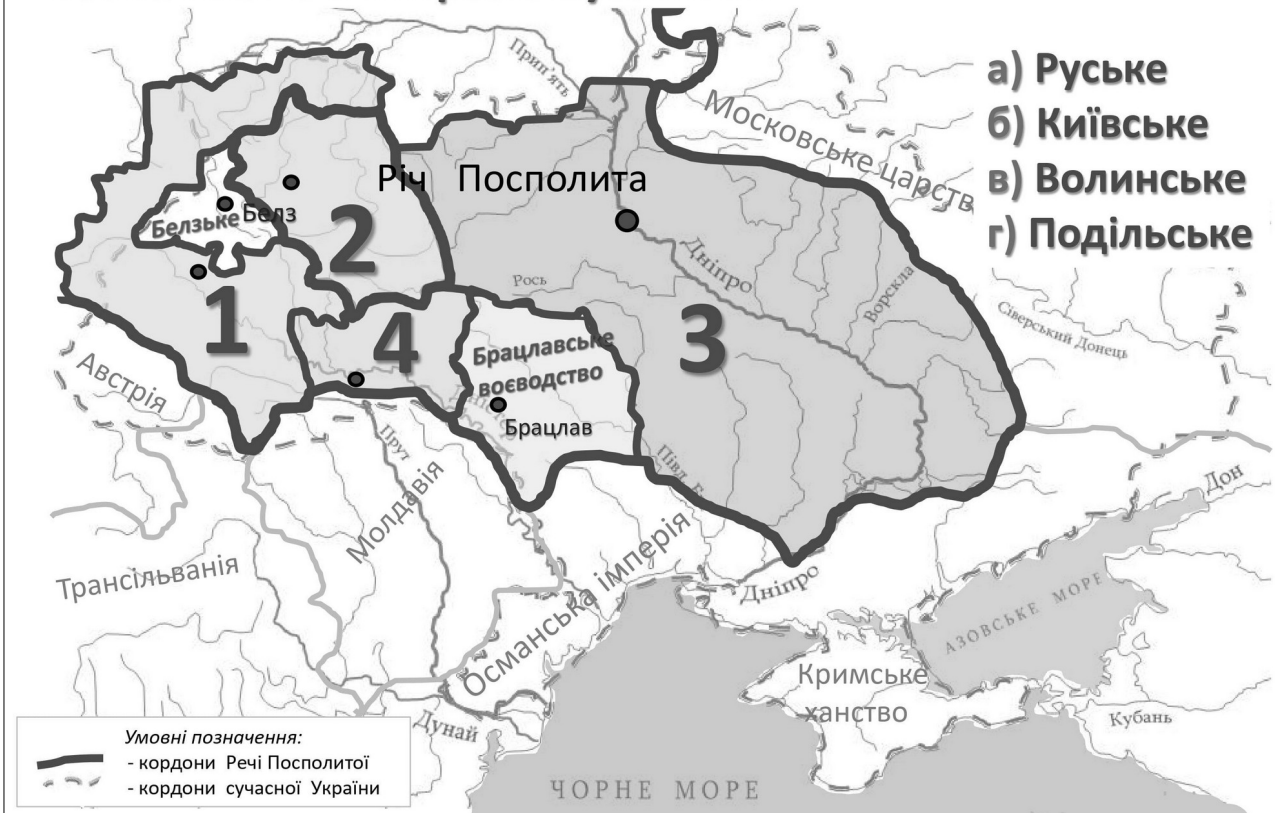 а) Руське
б) Київське
в) Волинське
г) Подільське
Прип'ять
Московське царств
Річ Посполита
Белзьке
Белз
2
Дніпро
Рось
Ворскла
Сіверський Донець
1
4
3
Брацлавське
воєводство
Брацлав
Австрія
Прут
Півд. Б
Молдавія
Дон
Трансільванія
Османська імперія
Дніпро
АЗОВСЬКЕ МОРЕ
Кримське
ханство
Кубань
Дунай
ЧОРНЕ МОРЕ
Умовні позначення:
- кордони Речі Посполитої
- кордони сучасної України